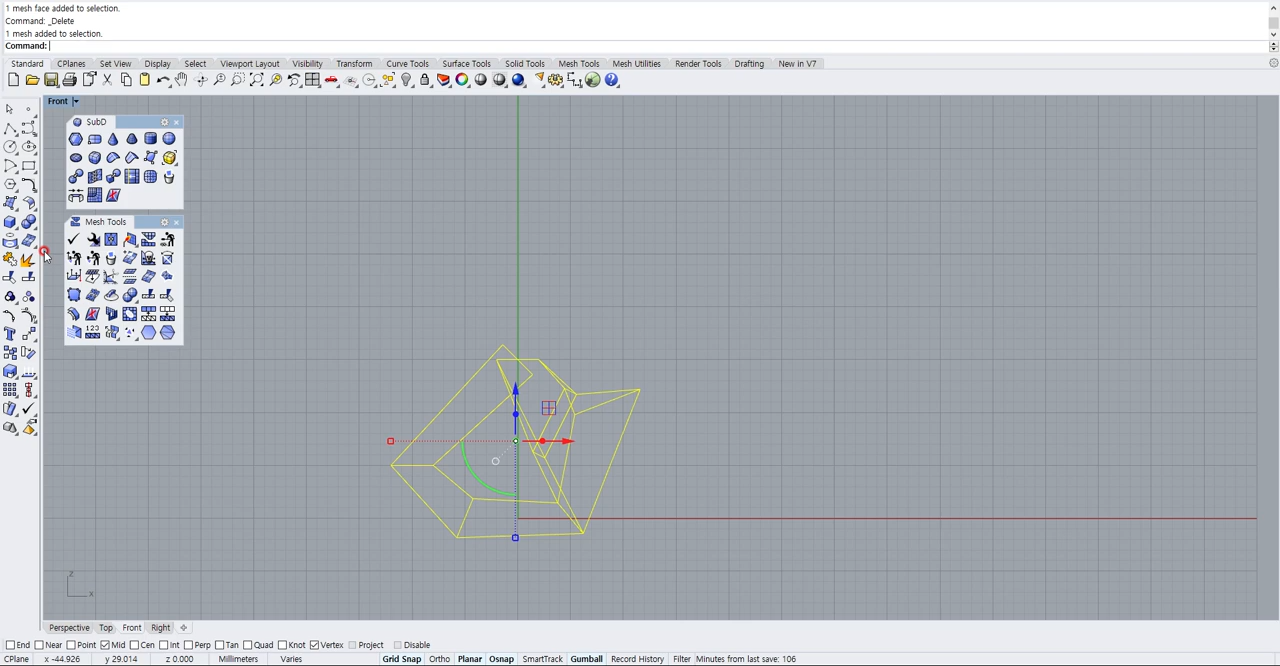 1 mesh face added to selection.
Command: _Delete
1 mesh added to selection.
Command:
Standard CPlanes Set View Display Select Viewport Layout Visibility Transform Curve Tools Surface Tools Solid Tools Mesh Tools Mesh Utilities Render Tools Drafting New in V7
Front
SubD
Mesh Tools
123
z
x
Perspective Top Front Right
End Near Point Mid Cen Int Perp Tan Quad Knot Vertex Project Disable
CPlane x -44.926 y 29.014 z 0.000 Millimeters Varies Grid Snap Ortho Planar Osnap SmartTrack Gumball Record History Filter Minutes from last save: 106